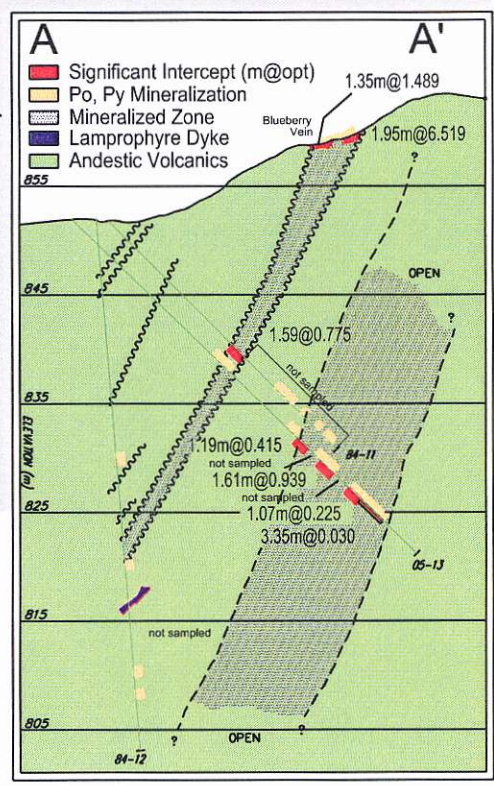 A
A'
Significant Intercept (m@opt)
Po, Py Mineralization
Mineralized Zone
Lamprophyre Dyke
Andestic Volcanics
1.35m@1.489
Blueberry
Vein
1.95m@6.519
?
855
OPEN
845
?
1.59@0.775
not sampled
835
ELEVATION (m)
1.19m@0.415
84-11
not sampled
1.61m@0.939
not sampled
825
1.07m@0.225
3.35m@0.030
05-13
815
not sampled
805
?
OPEN
?
84-12